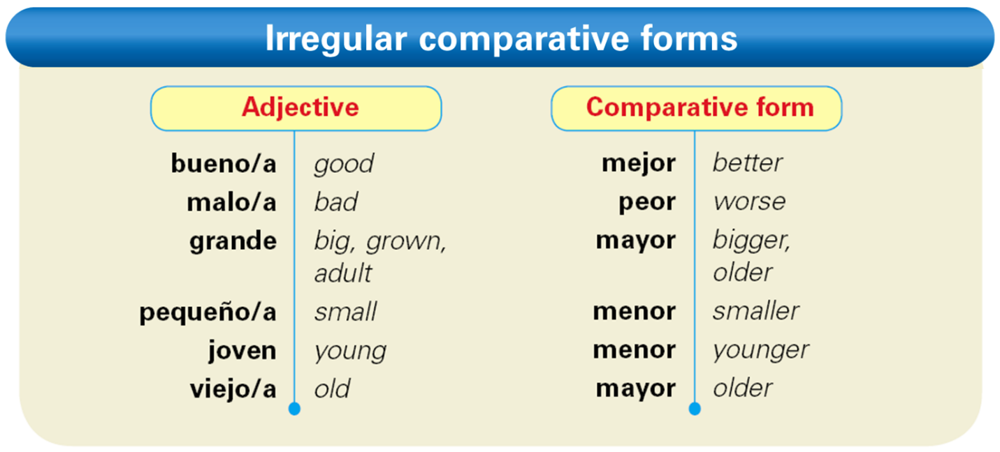 Irregular comparative forms
Adjective Comparative form
bueno/a good mejor better
malo/a bad peor worse
grande big, grown, mayor bigger,
adult older
pequeño/a small menor smaller
joven young menor younger
viejo/a old mayor older